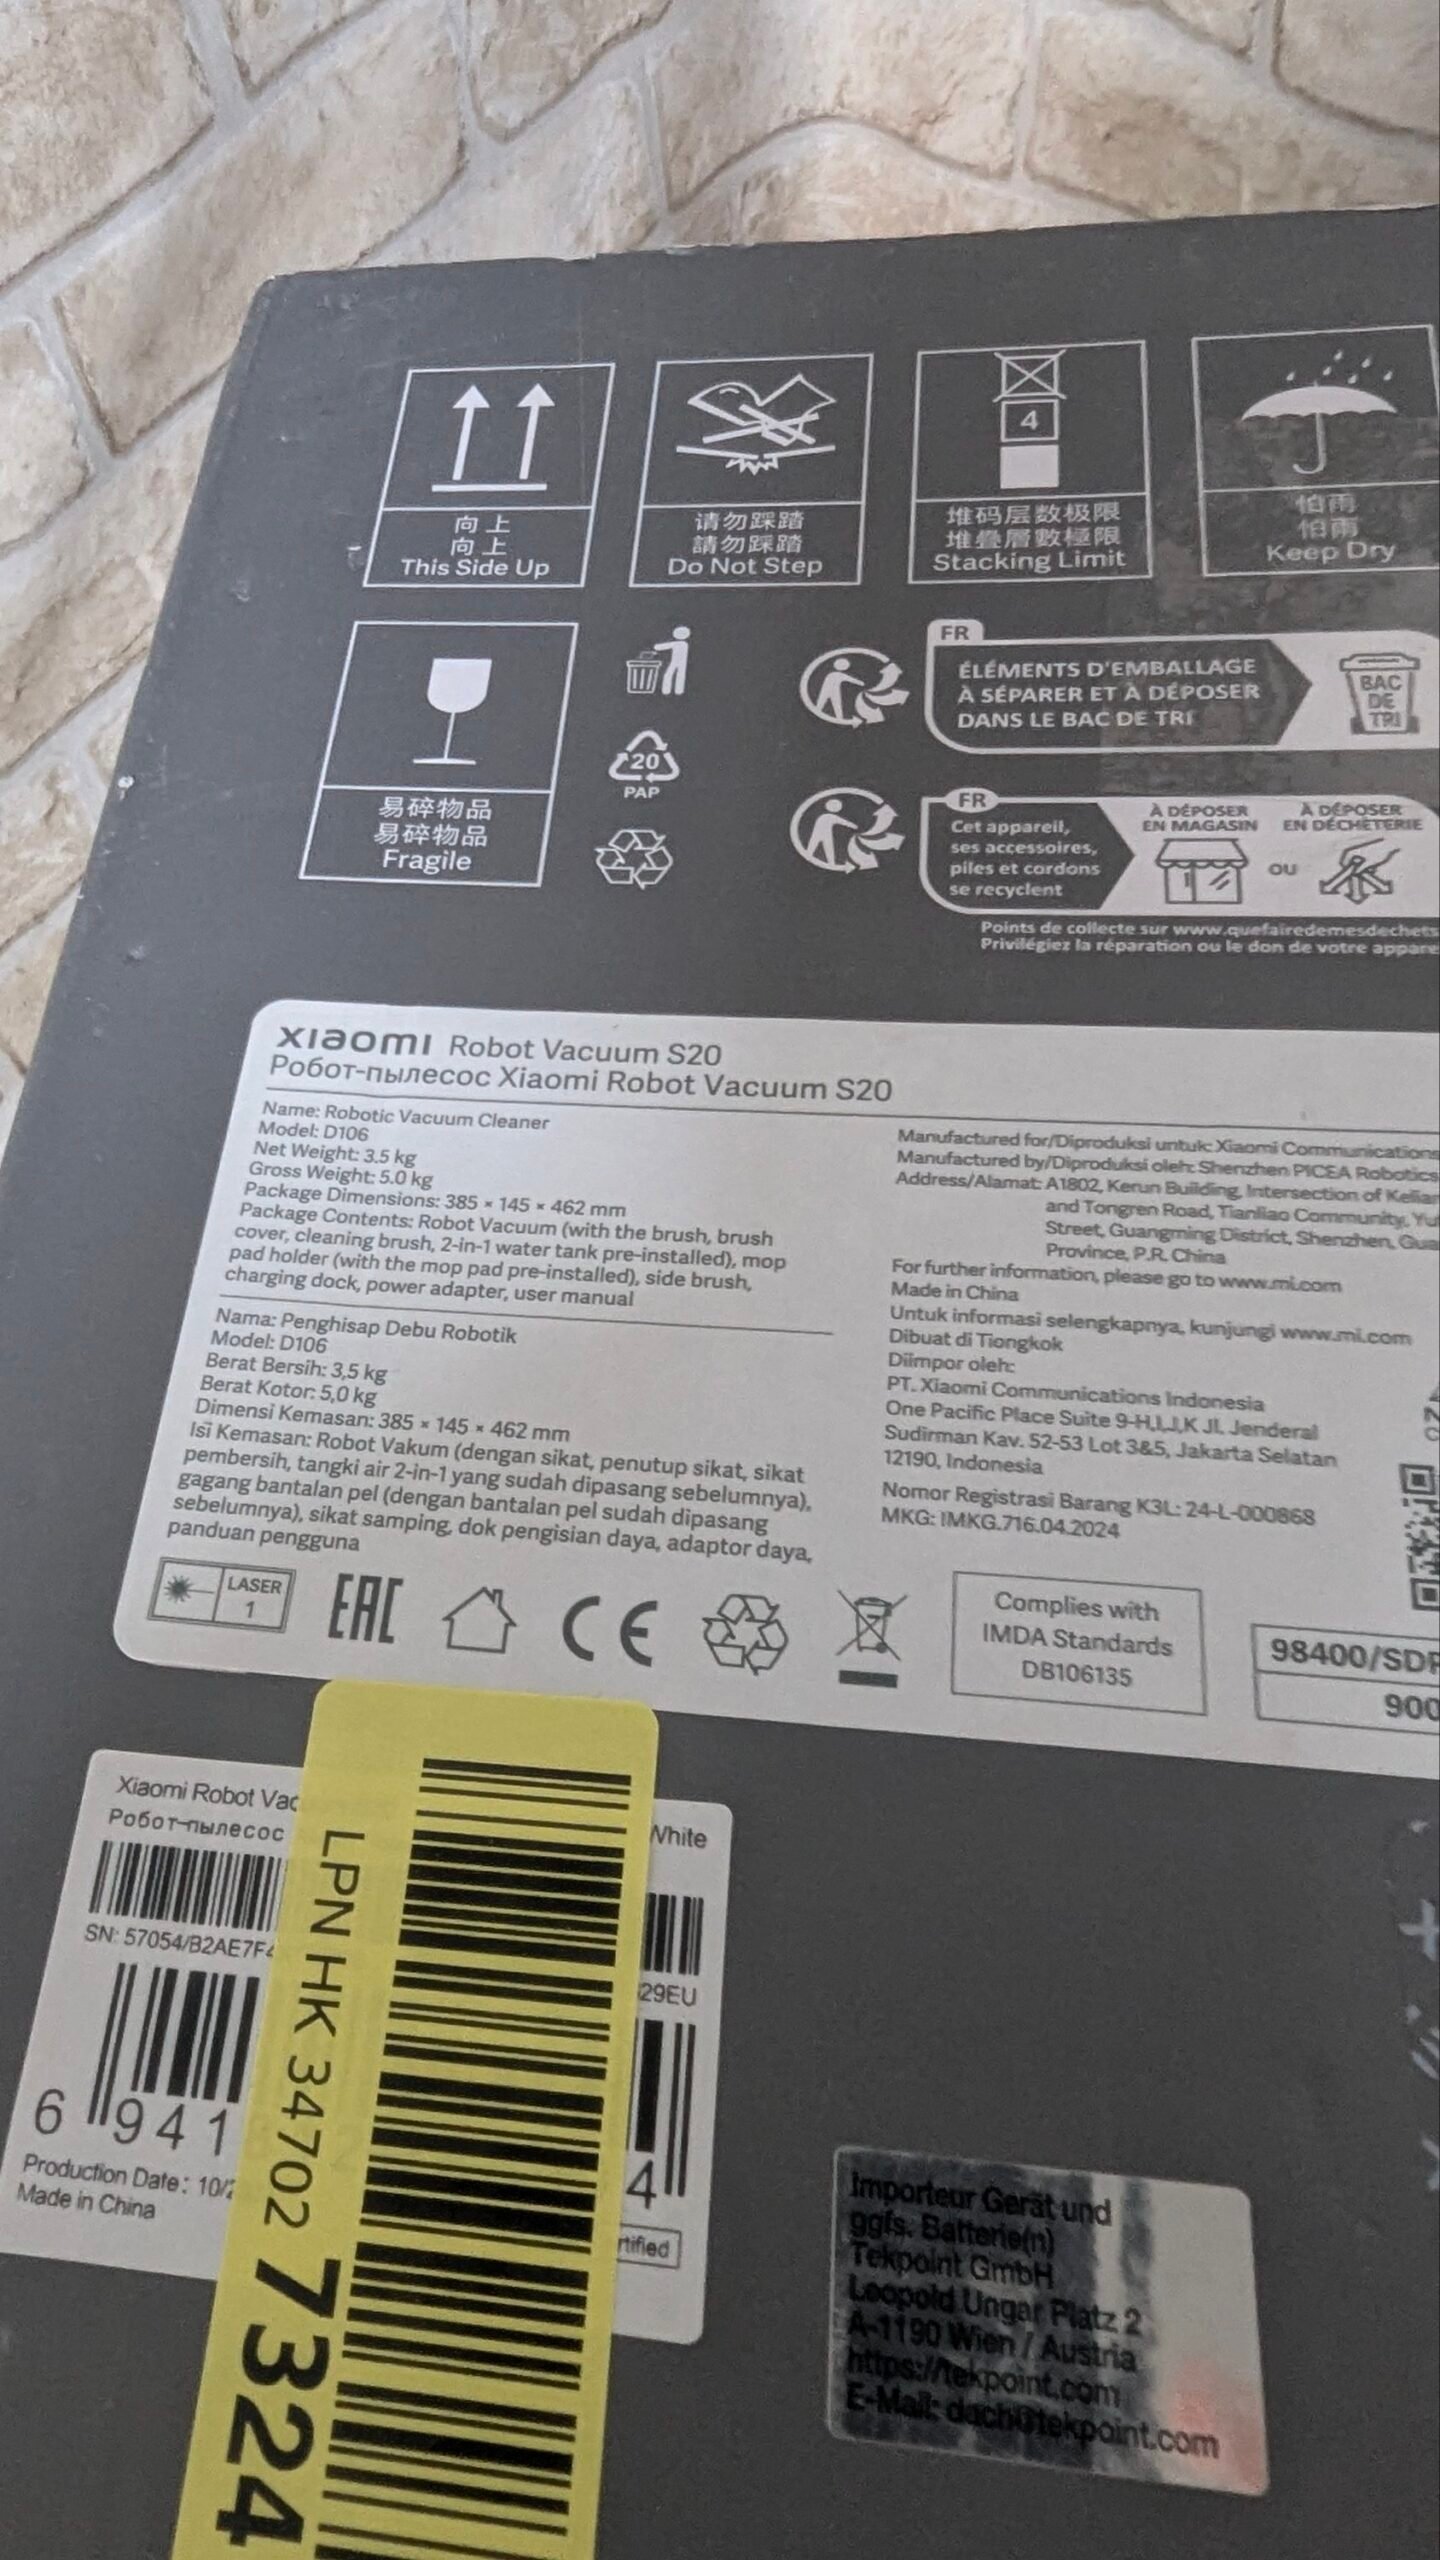 向上
向上
This Side Up
请勿踩踏
請勿踩踏
Do Not Step
4
堆码层数极限
堆疊層數極限
Stacking Limit
怕雨
怕雨
Keep Dry
易碎物品
易碎物品
Fragile
20
PAP
FR
ÉLÉMENTS D'EMBALLAGE
À SÉPARER ET À DÉPOSER
DANS LE BAC DE TRI
BAC
DE
TRI
FR
Cet appareil,
ses accessoires,
piles et cordons
se recyclent
À DÉPOSER
EN MAGASIN
OU
À DÉPOSER
EN DÉCHÈTERIE
Points de collecte sur www.quefairedemesdechets
Privilégiez la réparation ou le don de votre
xiaomi Robot Vacuum S20
Робот-пылесос Xiaomi Robot Vacuum S20
Name: Robotic Vacuum Cleaner
Model: D106
Net Weight: 3.5 kg
Gross Weight: 5.0 kg
Package Dimensions: 385 × 145 × 462 mm
Package Contents: Robot Vacuum (with the brush, brush
cover, cleaning brush, 2-in-1 water tank pre-installed), mop
pad holder (with the mop pad pre-installed), side brush,
charging dock, power adapter, user manual
Nama: Penghisap Debu Robotik
Model: D106
Berat Bersih: 3,5 kg
Berat Kotor: 5,0 kg
Dimensi Kemasan: 385 × 145 × 462 mm
Isi Kemasan: Robot Vakum (dengan sikat, penutup sikat, sikat
pembersih, tangki air 2-in-1 yang sudah dipasang sebelumnya),
gagang bantalan pel (dengan bantalan pel sudah dipasang
sebelumnya), sikat samping, dok pengisian daya, adaptor daya,
panduan pengguna
Manufactured for/Diproduksi untuk: Xiaomi Communications
Manufactured by/Diproduksi oleh: Shenzhen PICEA Robotics
Address/Alamat: A1802, Kerun Building, Intersection of
and Tongren Road, Tianliao Community,
Street, Guangming District, Shenzhen,
Province, P.R. China
For further information, please go to www.mi.com
Made in China
Untuk informasi selengkapnya, kunjungi www.mi.com
Dibuat di Tiongkok
Diimpor oleh:
PT. Xiaomi Communications Indonesia
One Pacific Place Suite 9-H,I,J,K Jl. Jenderal
Sudirman Kav. 52-53 Lot 3&5, Jakarta Selatan
12190, Indonesia
Nomor Registrasi Barang K3L: 24-L-000868
MKG: IMKG.716.04.2024
LASER
1
EAC
CE
Complies with
IMDA Standards
DB106135
98400/SDP
900
Xiaomi Robot Vac
White
Робот-пылесос
SN: 57054/B2AE7F4
29EU
6 941
4
Production Date: 10/2
Made in China
rtified
LPN HK 34702 7324
Importeur Gerät und
ggfs. Batterie(n)
Tekpoint GmbH
Leopold Ungar Platz 2
A-1190 Wien / Austria
https://tekpoint.com
E-Mail: dach@tekpoint.com